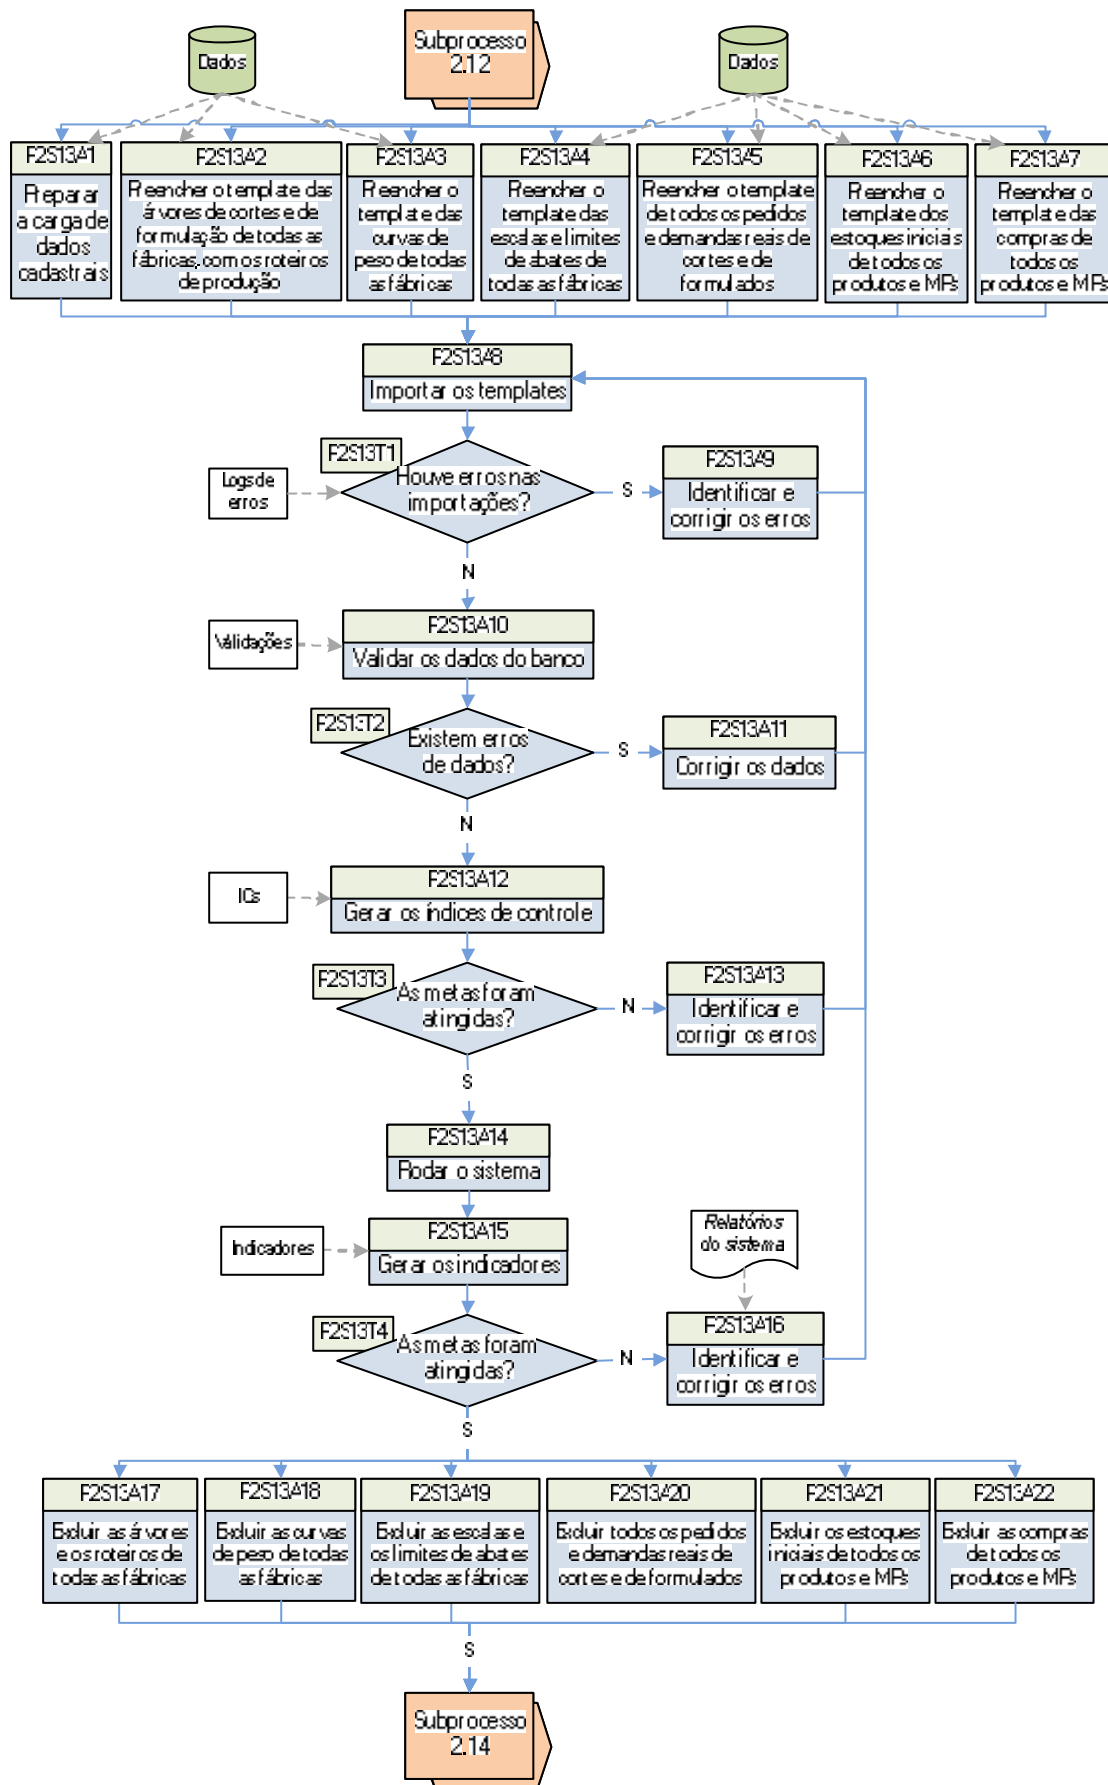 Dados
Subprocesso
2.12
Dados
F2S13A1
Preparar
a carga de
dados
cadastrais
F2S13A2
Preencher o template das
árvores de cortes e de
formulação de todas as
fábricas, com os roteiros
de produção
F2S13A3
Preencher o
template das
curvas de
peso de todas
as fábricas
F2S13A4
Preencher o
template das
escalas e limites
de abates de
todas as fábricas
F2S13A5
Preencher o template
de todos os pedidos
e demandas reais de
cortes e de
formulados
F2S13A6
Preencher o
template dos
estoques iniciais
de todos os
produtos e MPs
F2S13A7
Preencher o
template das
compras de
todos os
produtos e MPs
F2S13A8
Importar os templates
F2S13T1
Houve erros nas
importações?
Logs de
erros
S
F2S13A9
Identificar e
corrigir os erros
N
F2S13A10
Validar os dados do banco
Validações
F2S13T2
Existem erros
de dados?
S
F2S13A11
Corrigir os dados
N
F2S13A12
Gerar os índices de controle
ICs
F2S13T3
As metas foram
atingidas?
N
F2S13A13
Identificar e
corrigir os erros
S
F2S13A14
Rodar o sistema
F2S13A15
Gerar os indicadores
Indicadores
Relatórios
do sistema
F2S13T4
As metas foram
atingidas?
N
F2S13A16
Identificar e
corrigir os erros
S
F2S13A17
Excluir as árvores
e os roteiros de
todas as fábricas
F2S13A18
Excluir as curvas
de peso de todas
as fábricas
F2S13A19
Excluir as escalas e
os limites de abates
de todas as fábricas
F2S13A20
Excluir todos os pedidos
e demandas reais de
cortes e de formulados
F2S13A21
Excluir os estoques
iniciais de todos os
produtos e MPs
F2S13A22
Excluir as compras
de todos os
produtos e MPs
S
Subprocesso
2.14